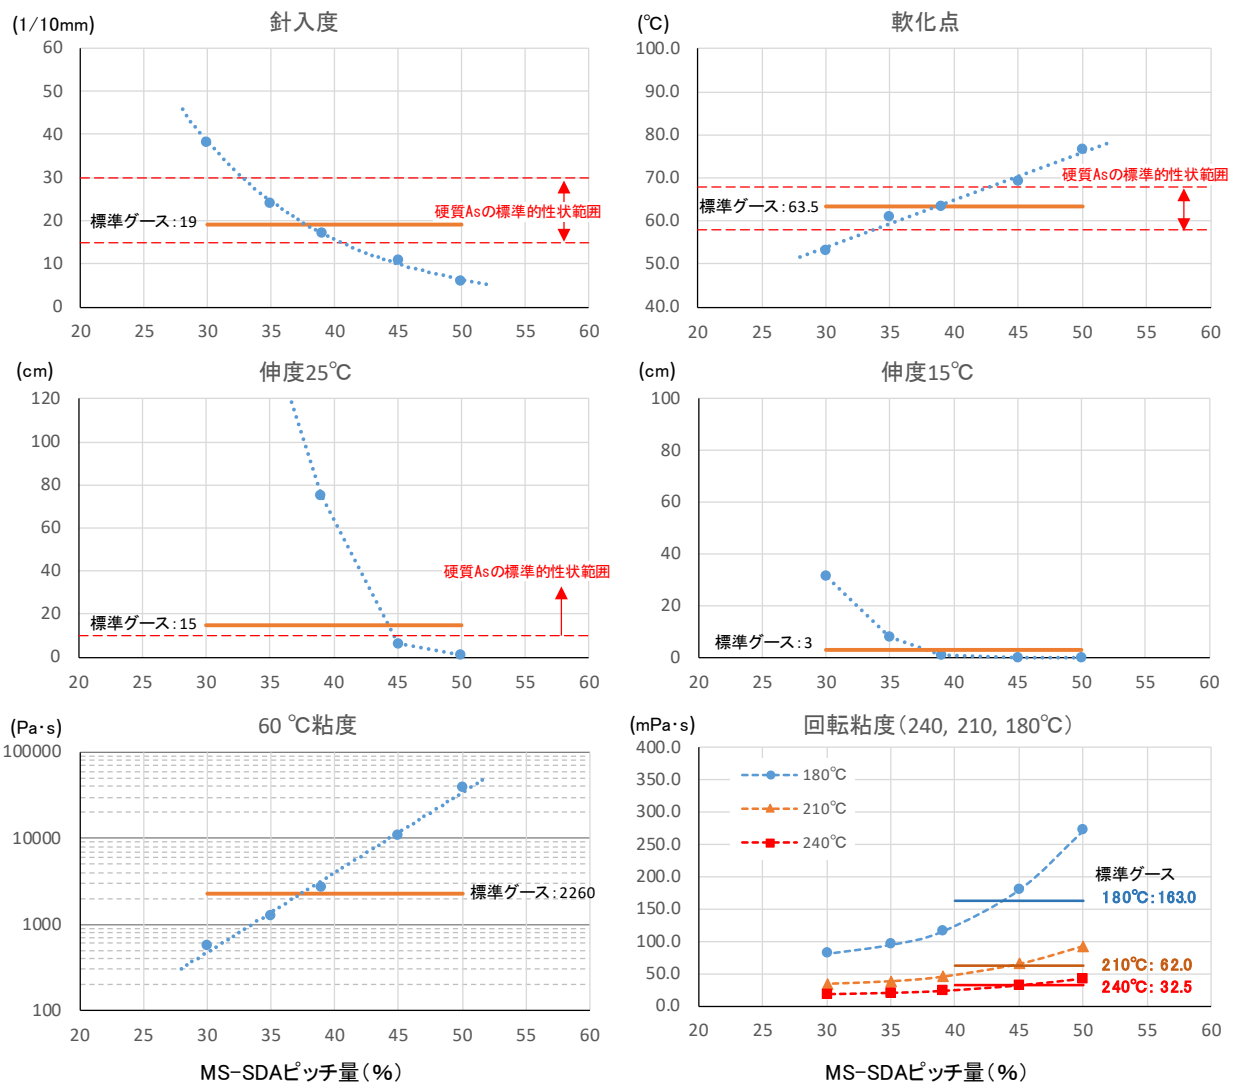 (1/10mm)
針入度
60
50
40
30
20
10
0
標準グース:19
硬質Asの標準的性状範囲
20 25 30 35 40 45 50 55 60
(℃)
軟化点
100.0
90.0
80.0
70.0
60.0
50.0
40.0
標準グース:63.5
硬質Asの標準的性状範囲
20 25 30 35 40 45 50 55 60
(cm)
伸度25℃
120
100
80
60
40
20
0
標準グース:15
硬質Asの標準的性状範囲
20 25 30 35 40 45 50 55 60
(cm)
伸度15℃
100
80
60
40
20
0
標準グース:3
20 25 30 35 40 45 50 55 60
(Pa・s)
60 ℃粘度
100000
10000
1000
100
標準グース:2260
20 25 30 35 40 45 50 55 60
MS-SDAピッチ量(%)
(mPa・s)
回転粘度(240, 210, 180℃)
400.0
350.0
300.0
250.0
200.0
150.0
100.0
50.0
0.0
180℃
210℃
240℃
標準グース
180℃:163.0
210℃: 62.0
240℃: 32.5
20 25 30 35 40 45 50 55 60
MS-SDAピッチ量(%)